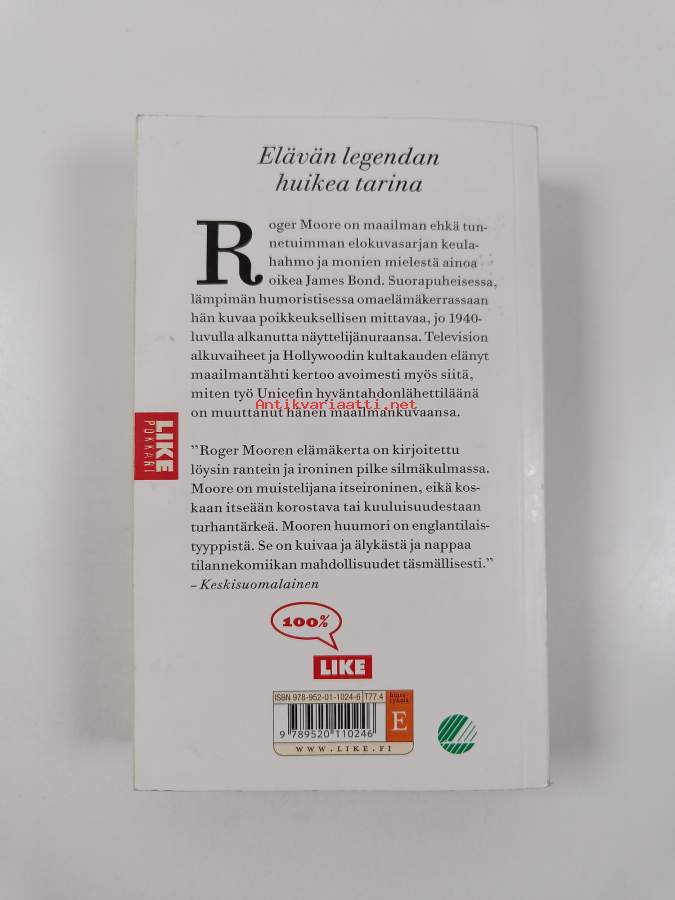 Elävän legendan
huikea tarina
Roger Moore on maailman ehkä tun-
netuimman elokuvasarjan keula-
hahmo ja monien mielestä ainoa
oikea James Bond. Suorapuheisessa,
lämpimän humoristisessa omaelämäkerrassaan
hän kuvaa poikkeuksellisen mittavaa, jo 1940-
luvulla alkanutta näyttelijänuraansa. Television
alkuvaiheet ja Hollywoodin kultakauden elänyt
maailmantähti kertoo avoimesti myös siitä,
miten työ Unicefin hyväntahdonlähettiläänä
Antikvariaatti.net
on muuttanut hänen maailmankuvaansa.
LIKE
POKKARI
”Roger Mooren elämäkerta on kirjoitettu
löysin rantein ja ironinen pilke silmäkulmassa.
Moore on muistelijana itseironinen, eikä kos-
kaan itseään korostava tai kuuluisuudestaan
turhantärkeä. Mooren huumori on englantilais-
tyyppistä. Se on kuivaa ja älykästä ja nappaa
tilannekomiikan mahdollisuudet täsmällisesti.”
– Keskisuomalainen
100%
LIKE
ISBN 978-952-01-1024-6 T77.4
9 789520 110246
E
WWW.LIKE.FI